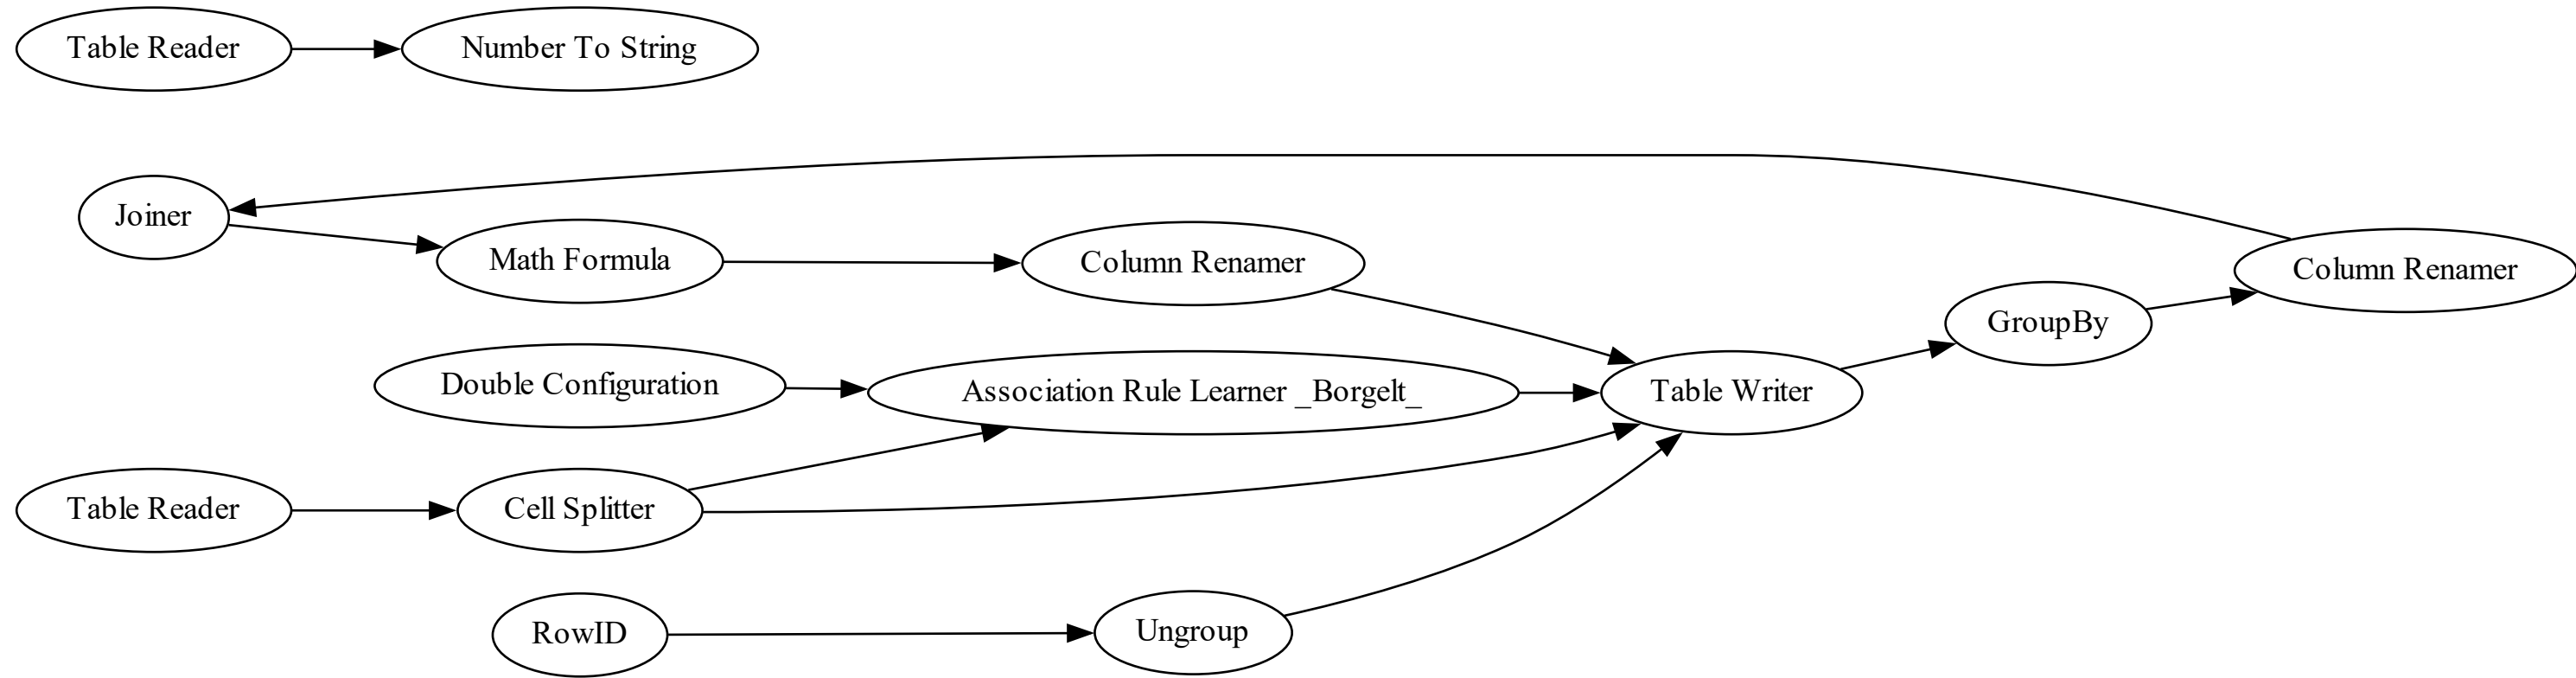 Table Reader
Number To String
Joiner
Math Formula
Column Renamer
Column Renamer
GroupBy
Double Configuration
Association Rule Learner _Borgelt_
Table Writer
Table Reader
Cell Splitter
RowID
Ungroup